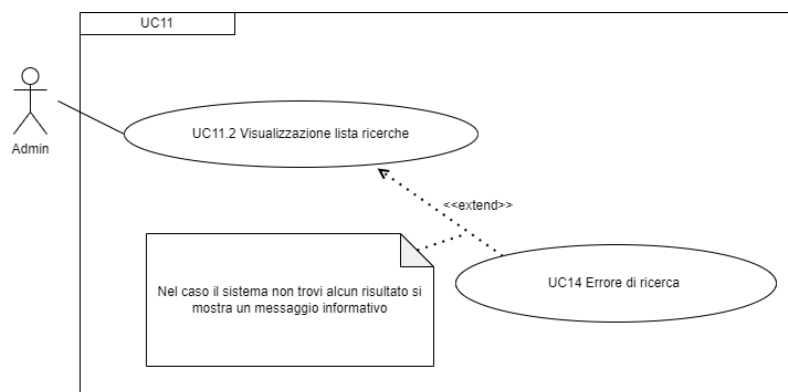 UC11
Admin
UC11.2 Visualizzazione lista ricerche
<<extend>>
Nel caso il sistema non trovi alcun risultato si
mostra un messaggio informativo
UC14 Errore di ricerca